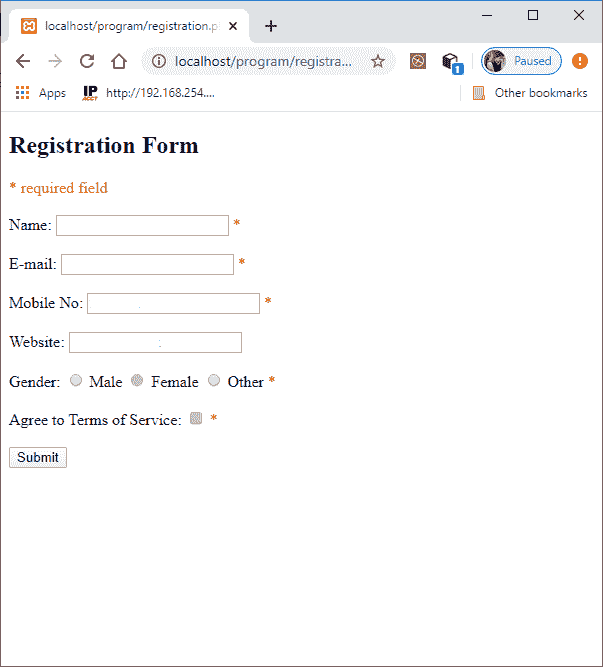 localhost/program/registration.p
localhost/program/registra...
1
Paused
Apps
IP
http://192.168.254....
Other bookmarks
Registration Form
* required field
Name: *
E-mail: *
Mobile No: *
Website:
Gender: Male Female Other *
Agree to Terms of Service: *
Submit